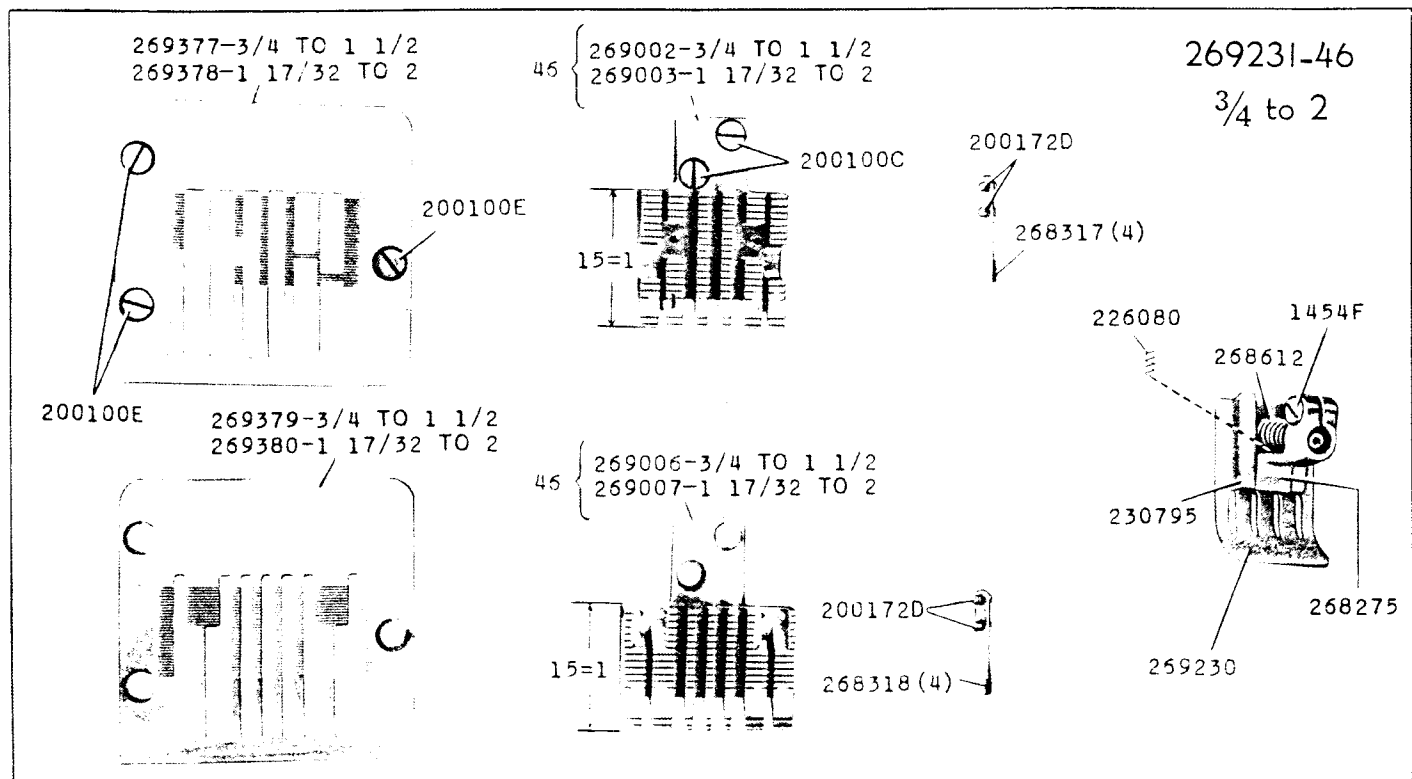 269377-3/4 TO 1 1/2
269378-1 17/32 TO 2
46 { 269002-3/4 TO 1 1/2
269003-1 17/32 TO 2
269231-46
3/4 to 2
200172D
200100C
200100E
268317(4)
15=1
226080
1454F
268612
200100E
269379-3/4 TO 1 1/2
269380-1 17/32 TO 2
46 { 269006-3/4 TO 1 1/2
269007-1 17/32 TO 2
230795
200172D
268275
15=1
268318(4)
269230